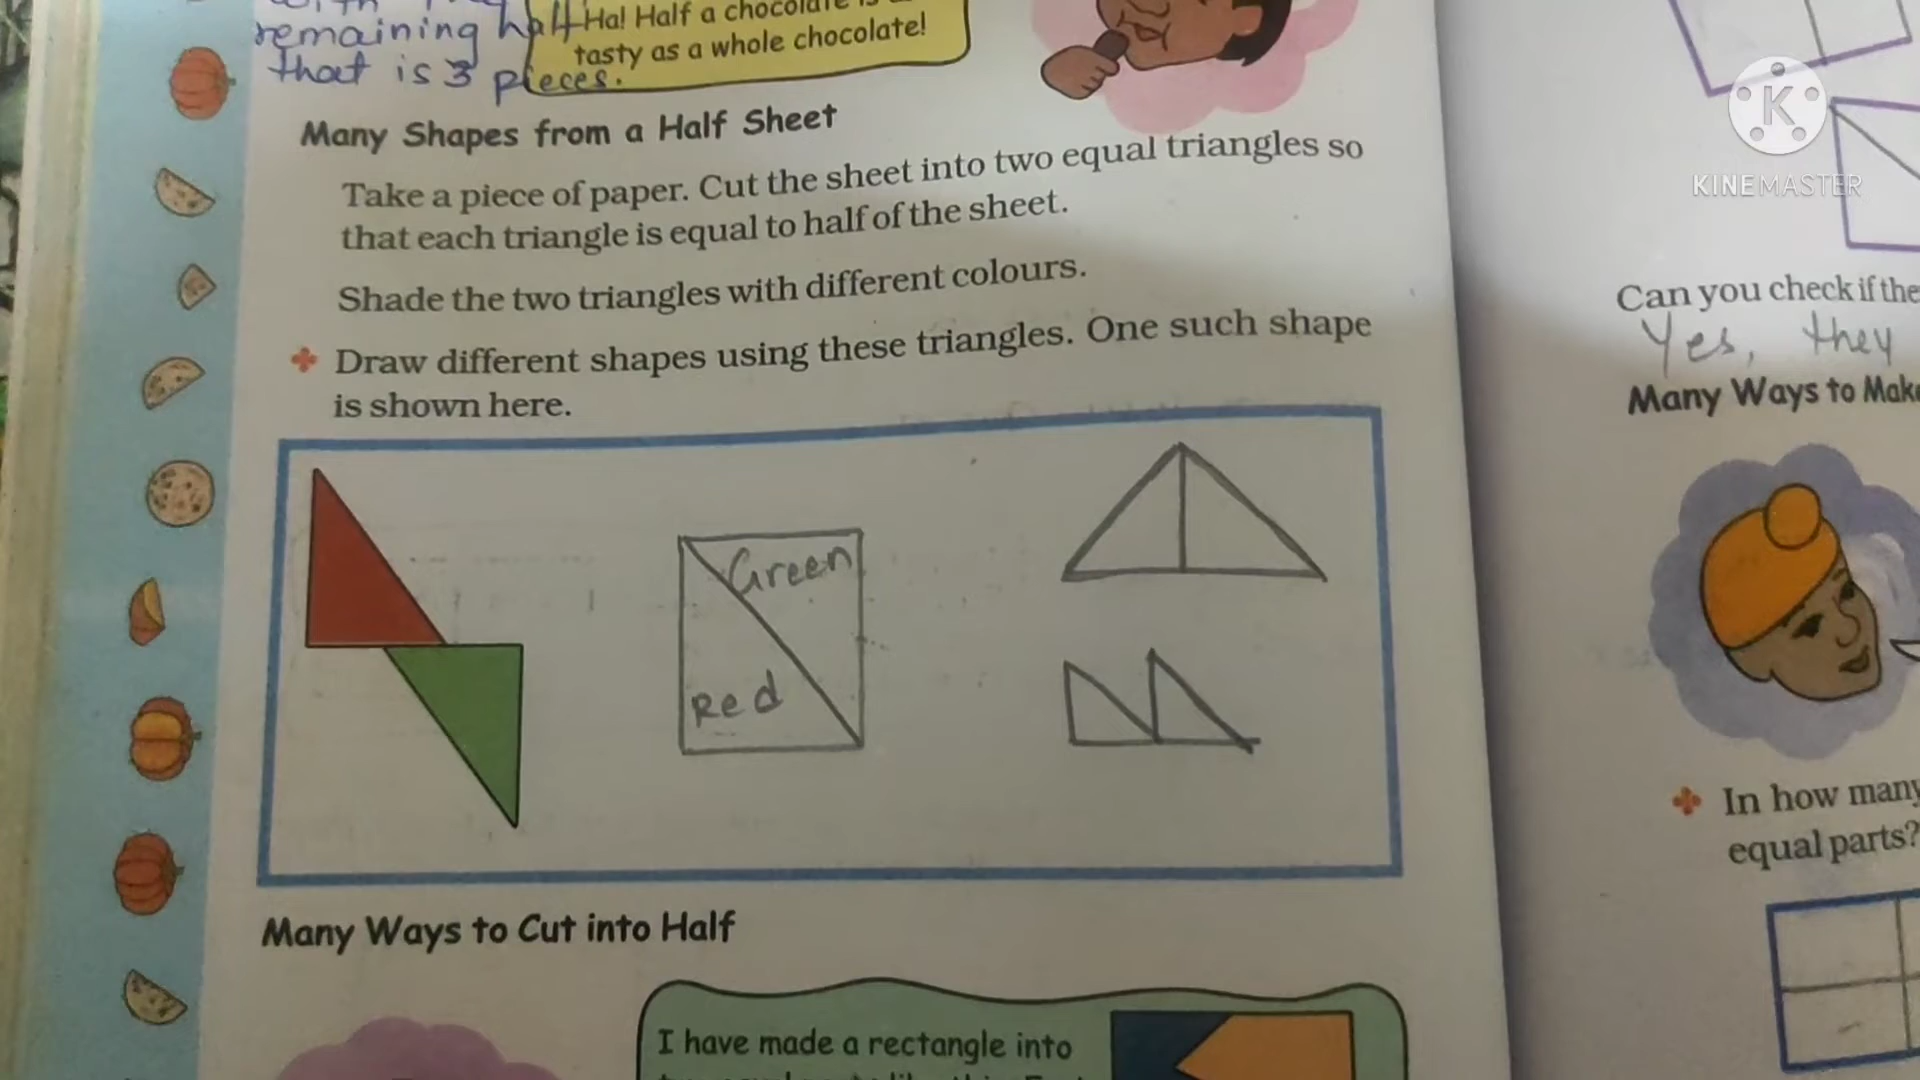 remaining half
that is 3 pieces.
Ha! Half a chocolate is
tasty as a whole chocolate!
Many Shapes from a Half Sheet
Take a piece of paper. Cut the sheet into two equal triangles so
that each triangle is equal to half of the sheet.
Shade the two triangles with different colours.
Draw different shapes using these triangles. One such shape
is shown here.
Green
Red
Many Ways to Cut into Half
I have made a rectangle into
K
KINEMASTER
Can you check if the
Yes, they
Many Ways to Make
In how many
equal parts?